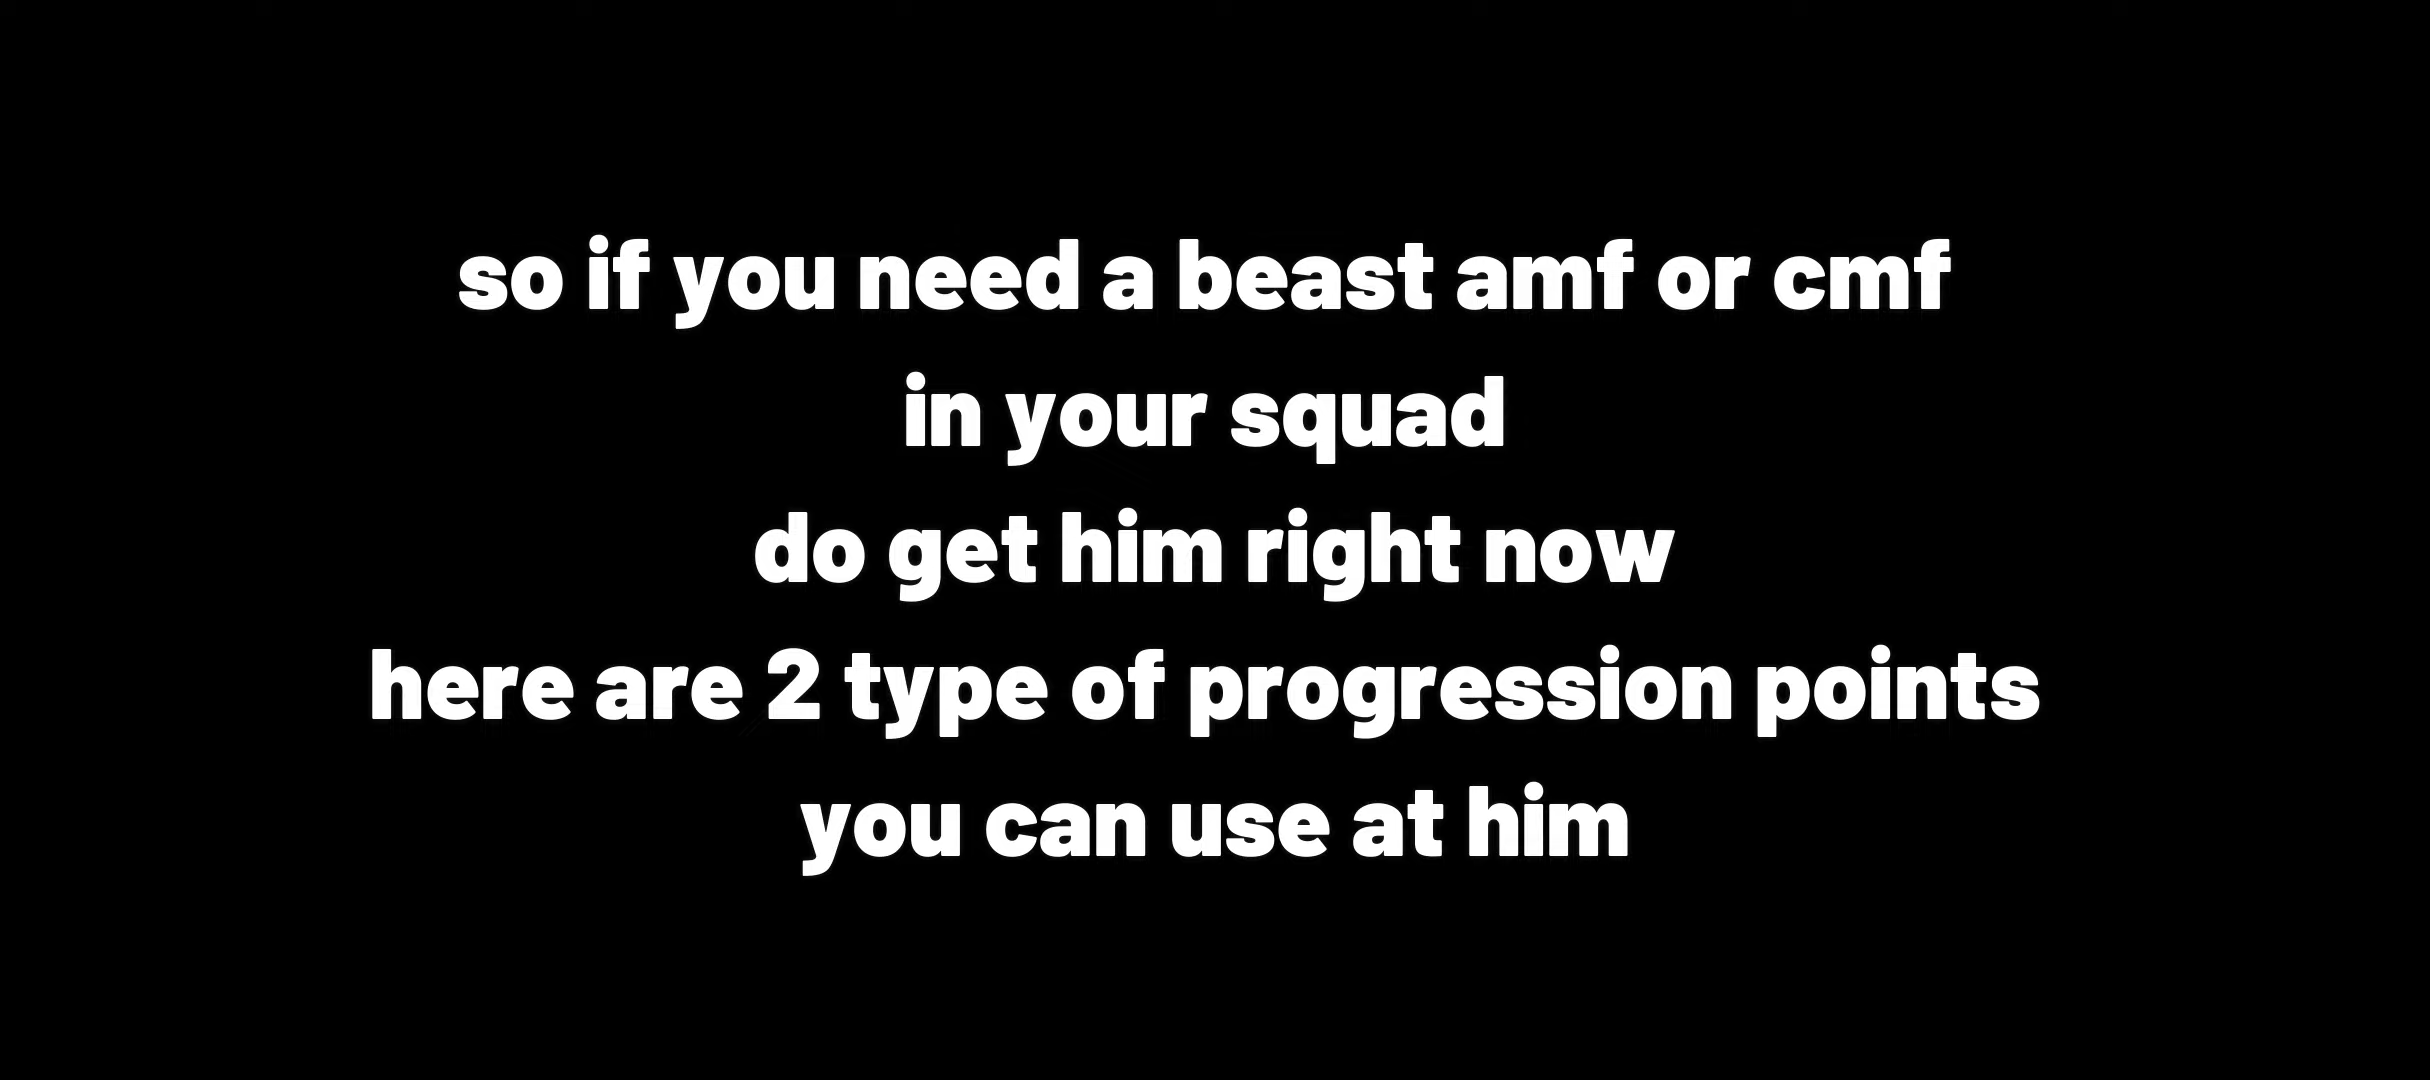 so if you need a beast amf or cmf
in your squad
do get him right now
here are 2 type of progression points
you can use at him